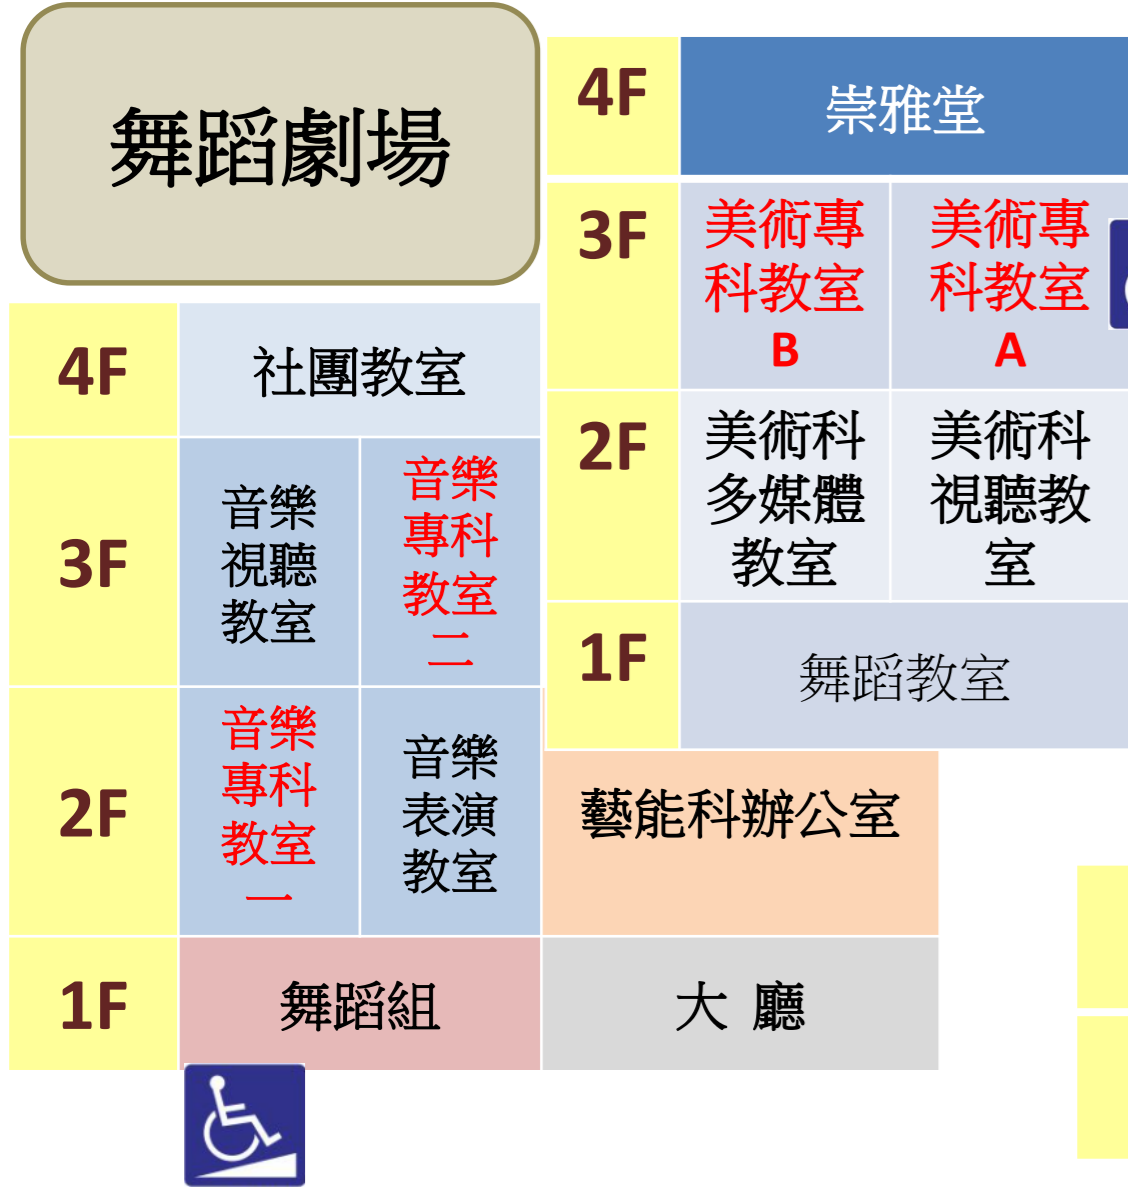 舞蹈劇場
4F
崇雅堂
3F
美術專
科教室
B
美術專
科教室
A
2F
美術科
多媒體
教室
美術科
視聽教
室
1F
舞蹈教室
4F
社團教室
3F
音樂
視聽
教室
音樂
專科
教室
二
2F
音樂
專科
教室
一
音樂
表演
教室
藝能科辦公室
1F
舞蹈組
大 廳